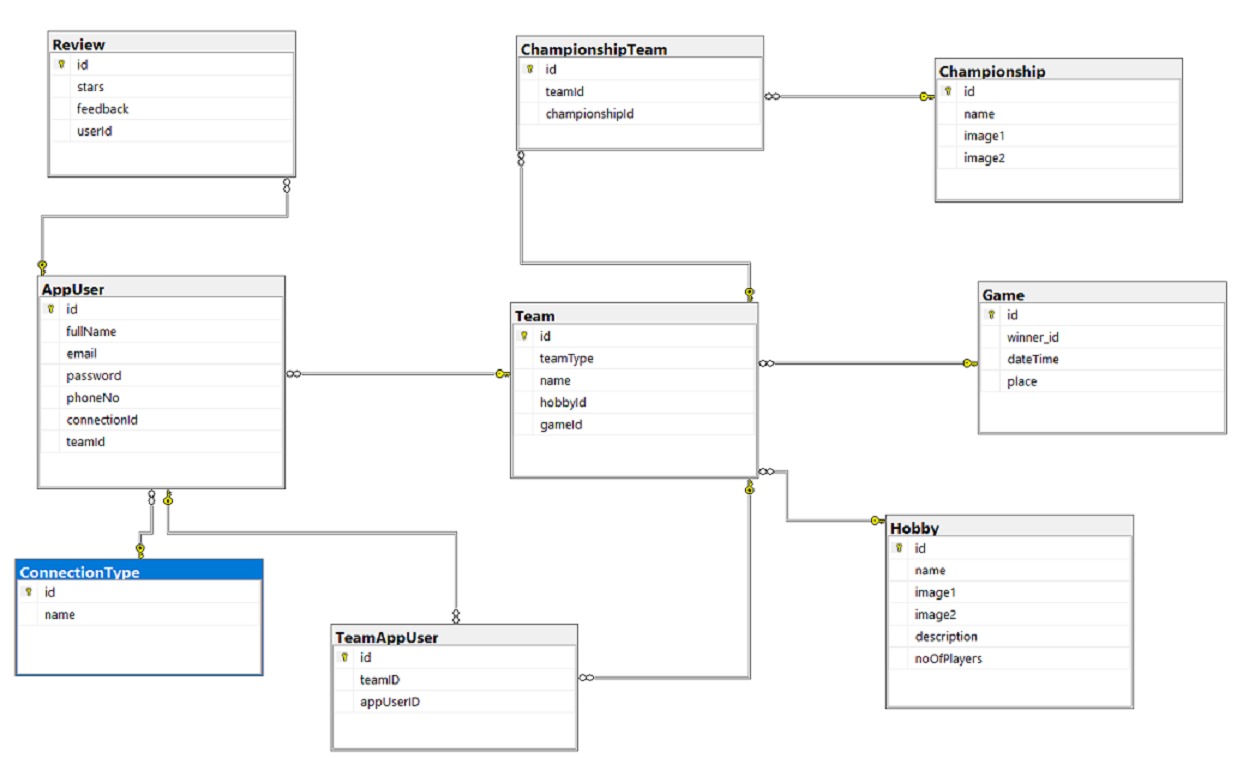 Review
id
stars
feedback
userId
ChampionshipTeam
id
teamId
championshipId
Championship
id
name
image1
image2
AppUser
id
fullName
email
password
phoneNo
connectionId
teamId
Team
id
teamType
name
hobbyId
gameId
Game
id
winner_id
dateTime
place
ConnectionType
id
name
TeamAppUser
id
teamID
appUserID
Hobby
id
name
image1
image2
description
noOfPlayers